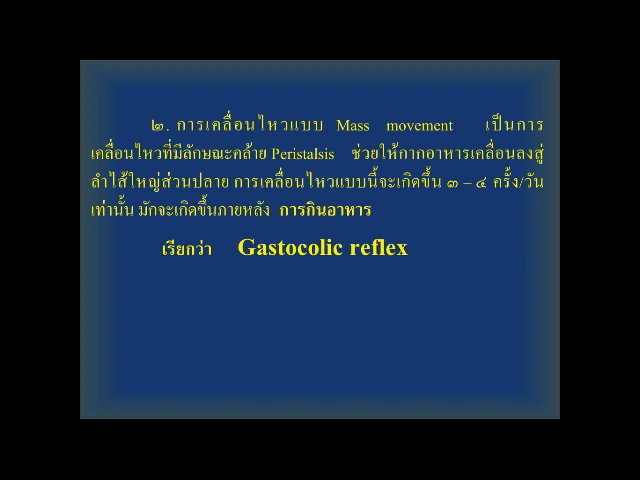 ๒. การเคลื่อนไหวแบบ Mass movement เป็นการ
เคลื่อนไหวที่มีลักษณะคล้าย Peristalsis ช่วยให้กากอาหารเคลื่อนลงสู่
ลำไส้ใหญ่ส่วนปลาย การเคลื่อนไหวแบบนี้จะเกิดขึ้น ๓ – ๔ ครั้ง/วัน
เท่านั้น มักจะเกิดขึ้นภายหลัง การกินอาหาร
เรียกว่า Gastocolic reflex